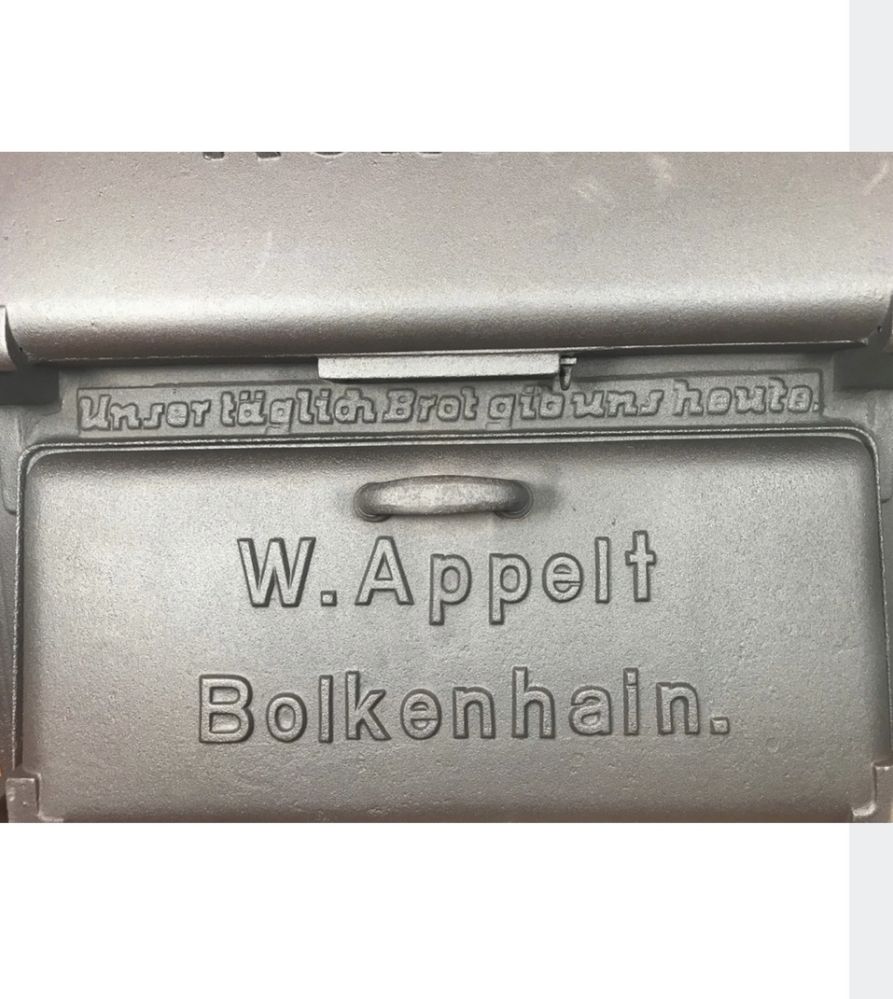 Unser täglich Brot gib uns heute.
W. Appelt
Bolkenhain.